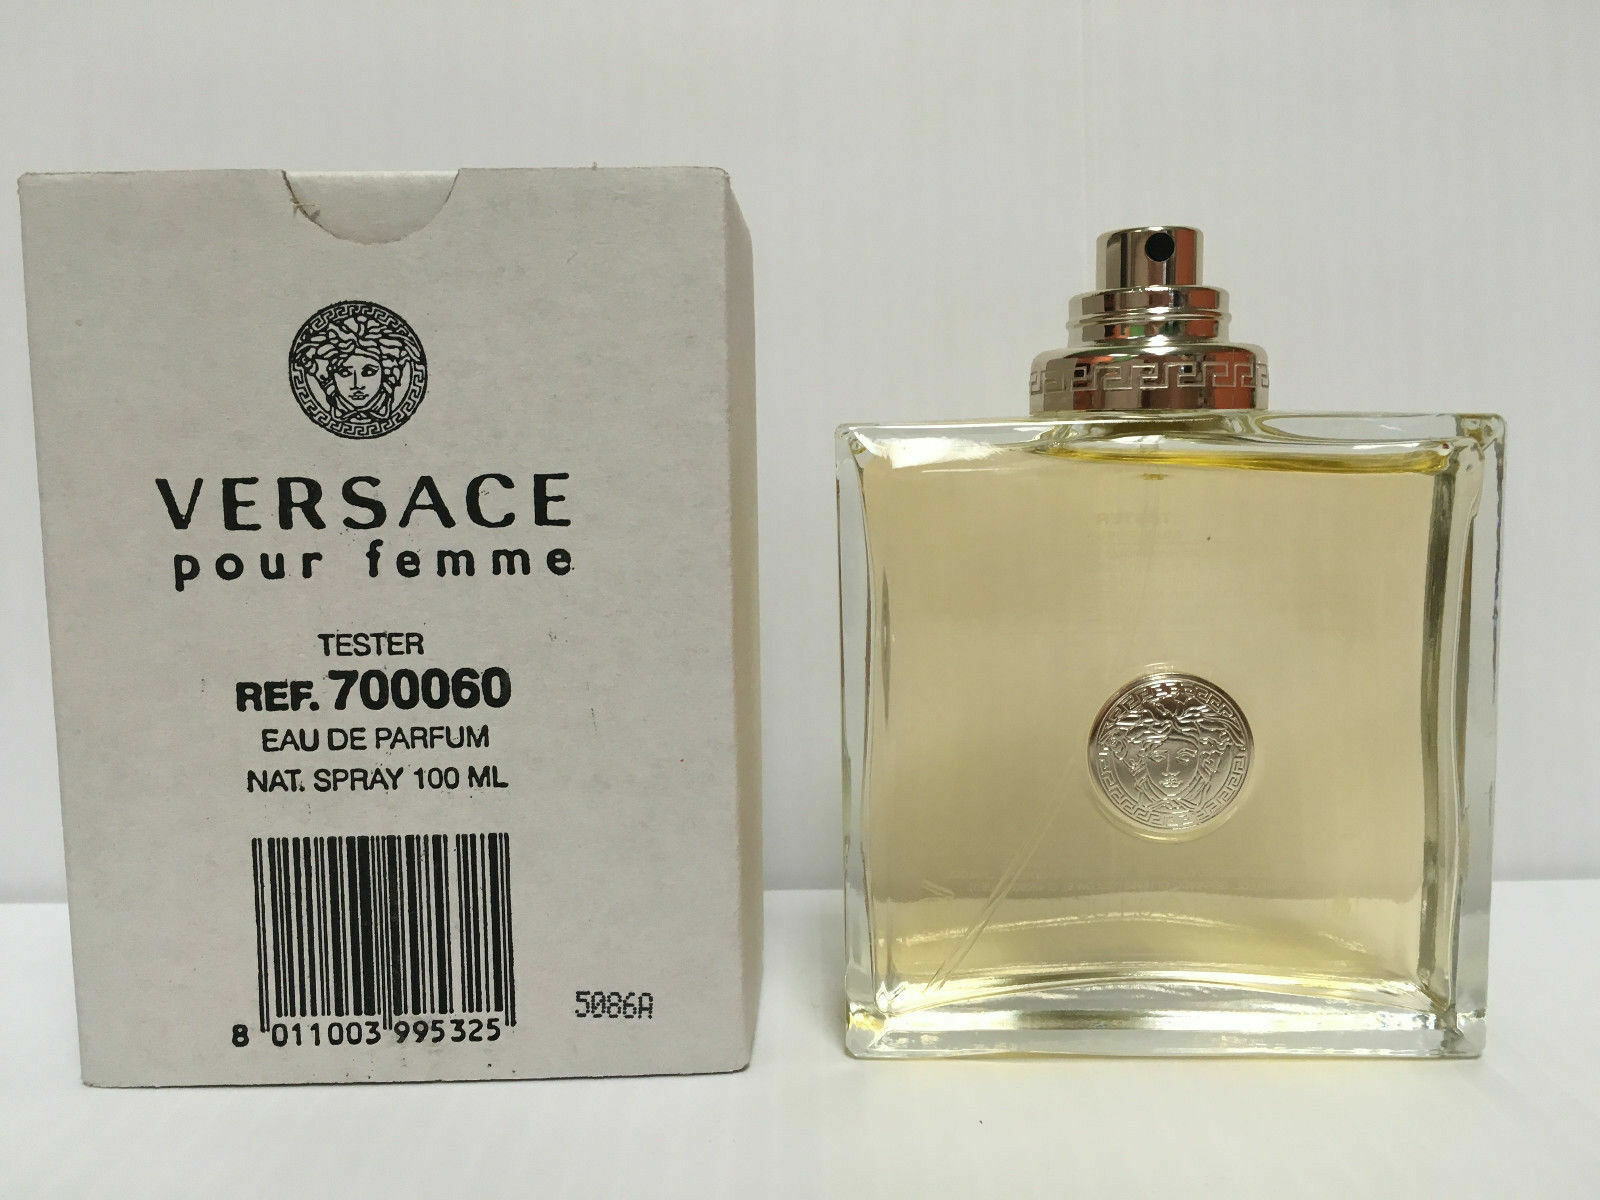 VERSACE
pour femme
TESTER
REF. 700060
EAU DE PARFUM
NAT. SPRAY 100 ML
5086A
8 011003 995325